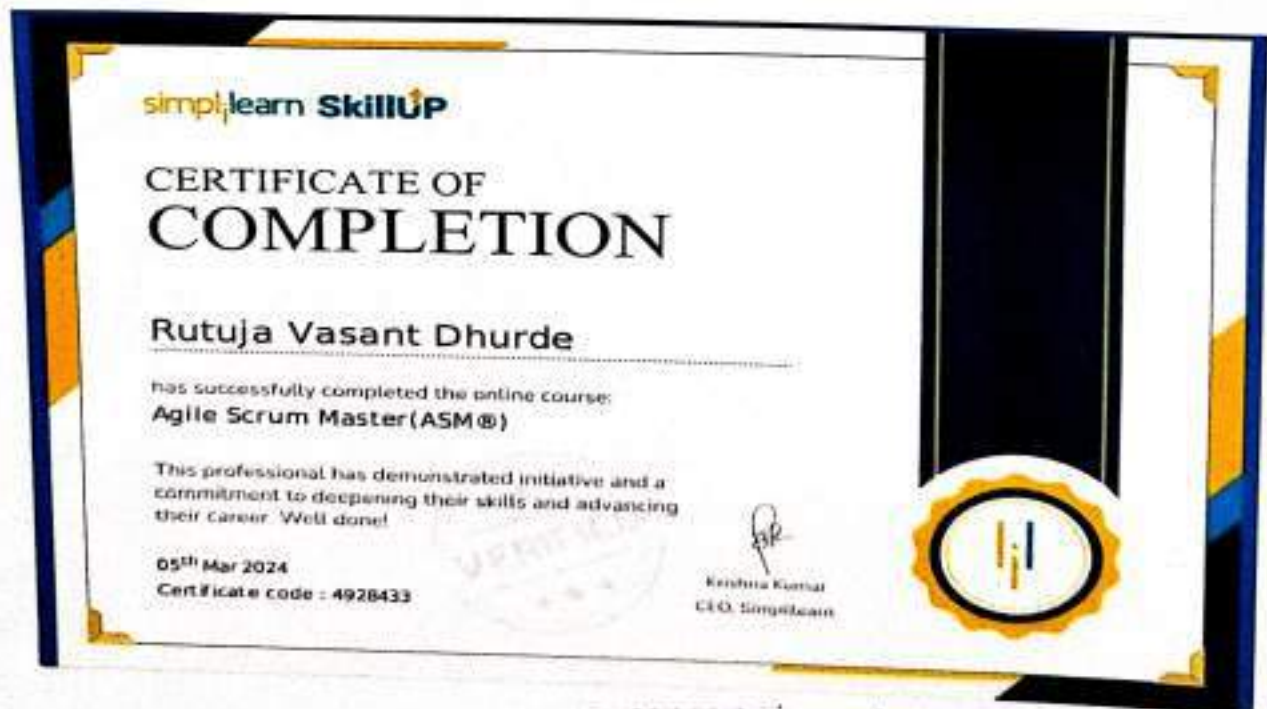 simplilearn SkillUP
CERTIFICATE OF
COMPLETION
Rutuja Vasant Dhurde
has successfully completed the online course:
Agile Scrum Master(ASM®)
This professional has demonstrated initiative and a
commitment to deepening their skills and advancing
their career. Well done!
05th Mar 2024
Certificate code : 4928433
VERIFIED
Krishna Kumar
CEO, Simplilearn